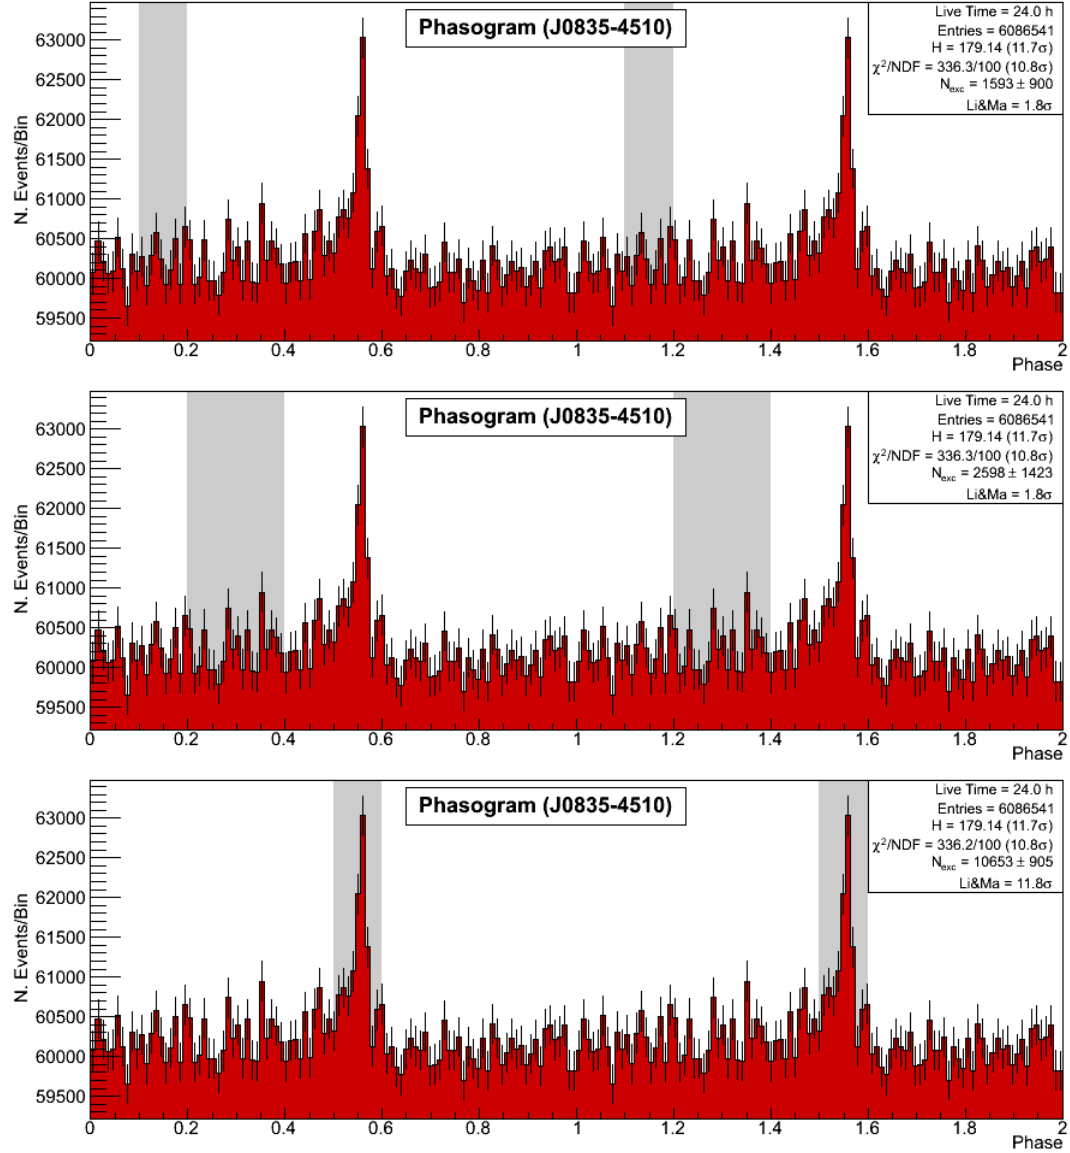 Phasogram (J0835-4510)
Live Time = 24.0 h
Entries = 6086541
H = 179.14 (11.7σ)
χ²/NDF = 336.3/100 (10.8σ)
N_exc = 1593 ± 900
Li&Ma = 1.8σ
N. Events/Bin
63000
62500
62000
61500
61000
60500
60000
59500
0 0.2 0.4 0.6 0.8 1 1.2 1.4 1.6 1.8 2
Phase
Phasogram (J0835-4510)
Live Time = 24.0 h
Entries = 6086541
H = 179.14 (11.7σ)
χ²/NDF = 336.3/100 (10.8σ)
N_exc = 2598 ± 1423
Li&Ma = 1.8σ
N. Events/Bin
63000
62500
62000
61500
61000
60500
60000
59500
0 0.2 0.4 0.6 0.8 1 1.2 1.4 1.6 1.8 2
Phase
Phasogram (J0835-4510)
Live Time = 24.0 h
Entries = 6086541
H = 179.14 (11.7σ)
χ²/NDF = 336.2/100 (10.8σ)
N_exc = 10653 ± 905
Li&Ma = 11.8σ
N. Events/Bin
63000
62500
62000
61500
61000
60500
60000
59500
0 0.2 0.4 0.6 0.8 1 1.2 1.4 1.6 1.8 2
Phase